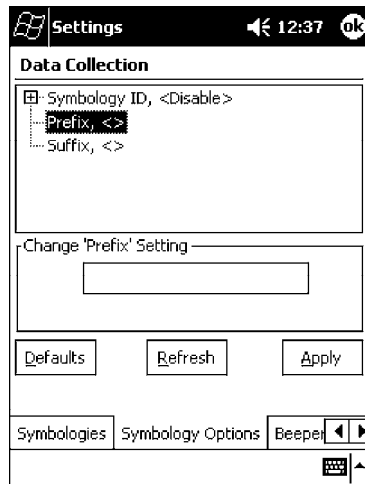 Settings 12:37 ok
Data Collection
Symbology ID, <Disable>
Prefix, <>
Suffix, <>
Change 'Prefix' Setting
Defaults Refresh Apply
Symbologies Symbology Options Beeper